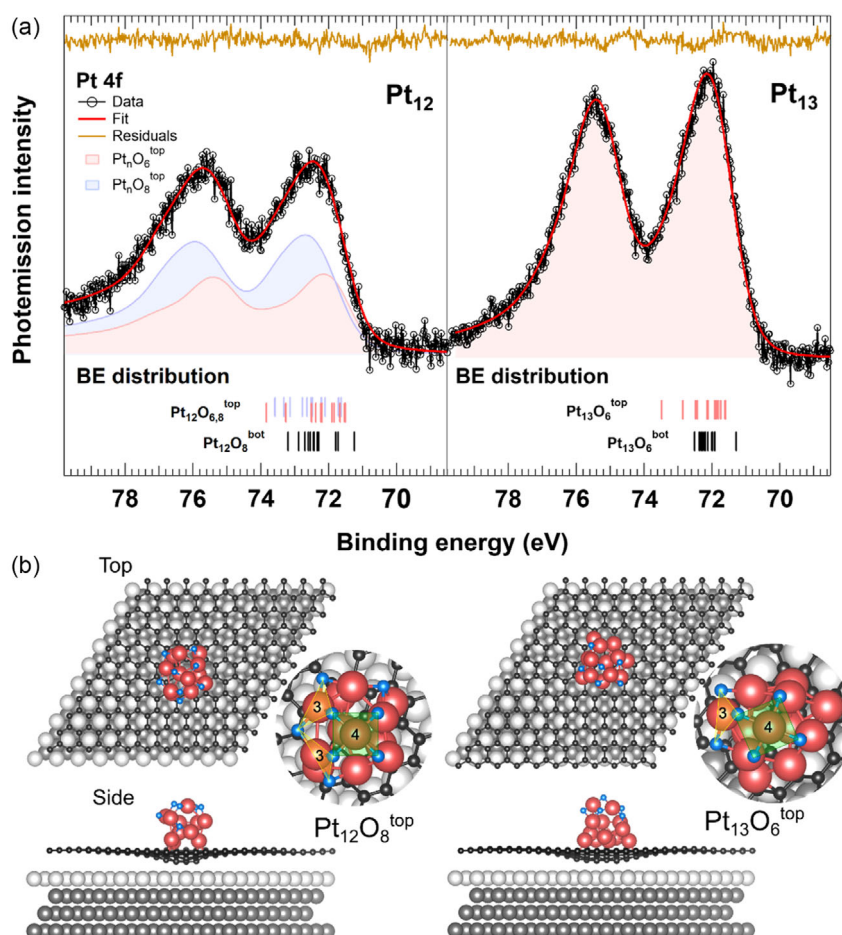 (a)
Pt 4f
Data
Fit
Residuals
PtnO6top
PtnO8top
Pt12
Pt13
Photemission intensity
BE distribution
Pt12O6,8top
Pt12O8bot
BE distribution
Pt13O6top
Pt13O6bot
78 76 74 72 70
78 76 74 72 70
Binding energy (eV)
(b)
Top
3
4
3
3
4
Side
Pt12O8top
Pt13O6top